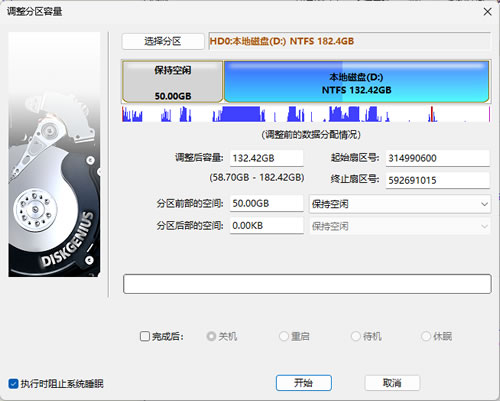 调整分区容量
选择分区 HD0:本地磁盘(D:) NTFS 182.4GB
保持空闲
50.00GB
本地磁盘(D:)
NTFS 132.42GB
(调整前的数据分配情况)
调整后容量: 132.42GB 起始扇区号: 314990600
(58.70GB - 182.42GB) 终止扇区号: 592691015
分区前部的空间: 50.00GB 保持空闲
分区后部的空间: 0.00KB 保持空闲
DISKGENIUS
完成后: 关机 重启 待机 休眠
执行时阻止系统睡眠 开始 取消